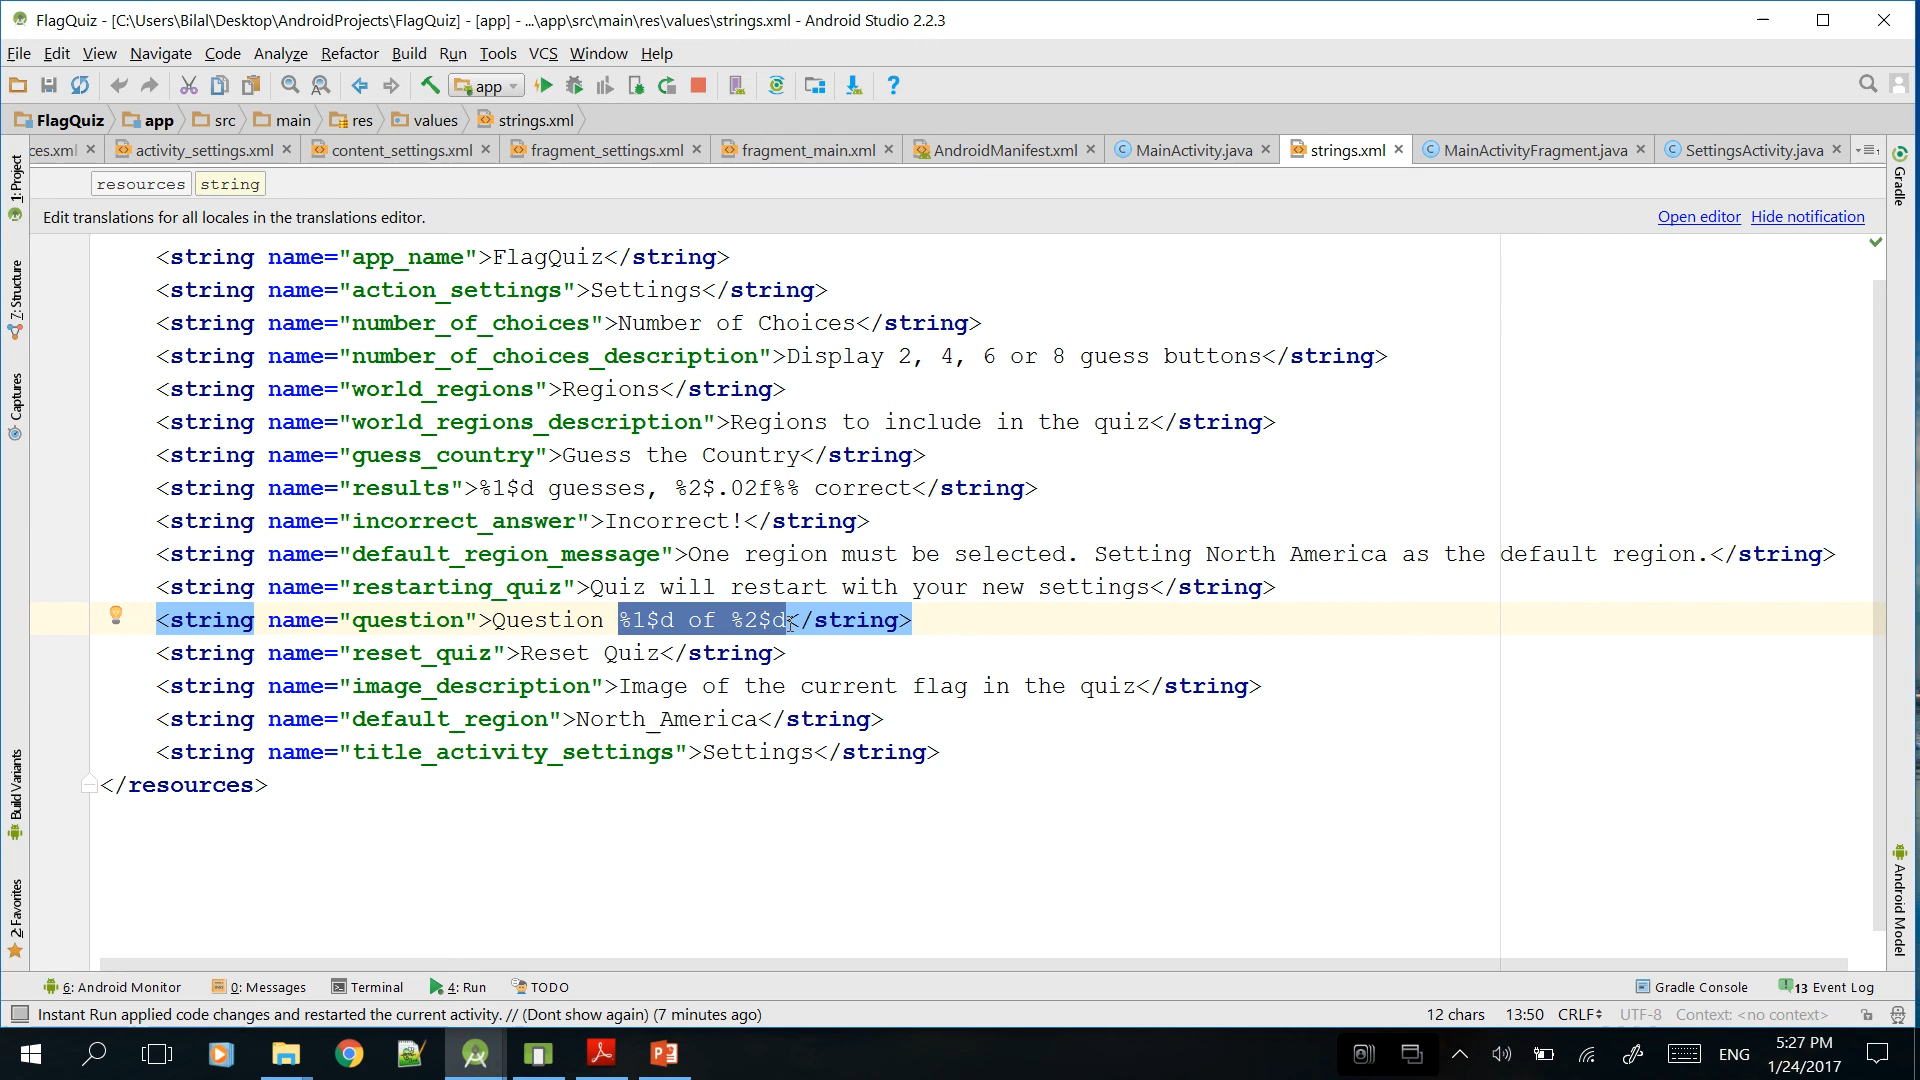 FlagQuiz - [C:\Users\Bilal\Desktop\AndroidProjects\FlagQuiz] - [app] - ...\app\src\main\res\values\strings.xml - Android Studio 2.2.3
File Edit View Navigate Code Analyze Refactor Build Run Tools VCS Window Help
app
FlagQuiz app src main res values strings.xml
ces.xml activity_settings.xml content_settings.xml fragment_settings.xml fragment_main.xml AndroidManifest.xml MainActivity.java strings.xml MainActivityFragment.java SettingsActivity.java
resources string
Edit translations for all locales in the translations editor. Open editor Hide notification
<string name="app_name">FlagQuiz</string>
<string name="action_settings">Settings</string>
<string name="number_of_choices">Number of Choices</string>
<string name="number_of_choices_description">Display 2, 4, 6 or 8 guess buttons</string>
<string name="world_regions">Regions</string>
<string name="world_regions_description">Regions to include in the quiz</string>
<string name="guess_country">Guess the Country</string>
<string name="results">%1$d guesses, %2$.02f%% correct</string>
<string name="incorrect_answer">Incorrect!</string>
<string name="default_region_message">One region must be selected. Setting North America as the default region.</string>
<string name="restarting_quiz">Quiz will restart with your new settings</string>
<string name="question">Question %1$d of %2$d</string>
<string name="reset_quiz">Reset Quiz</string>
<string name="image_description">Image of the current flag in the quiz</string>
<string name="default_region">North_America</string>
<string name="title_activity_settings">Settings</string>
</resources>
1: Project
7: Structure
Captures
Build Variants
2: Favorites
Gradle
Android Model
6: Android Monitor 0: Messages Terminal 4: Run TODO 13 Event Log Gradle Console
Instant Run applied code changes and restarted the current activity. // (Dont show again) (7 minutes ago) 12 chars 13:50 CRLF UTF-8 Context: <no context>
ENG
5:27 PM
1/24/2017